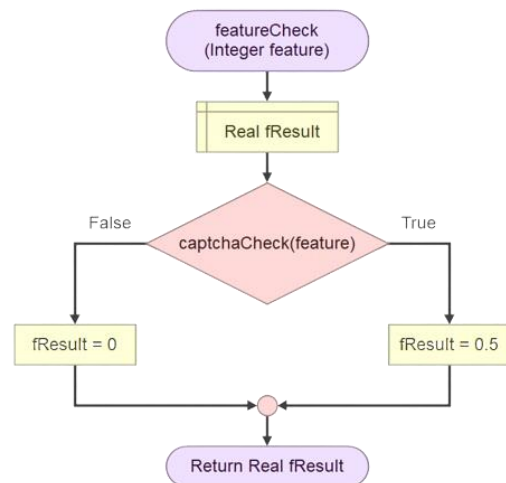 featureCheck
(Integer feature)
Real fResult
False
True
captchaCheck(feature)
fResult = 0
fResult = 0.5
Return Real fResult